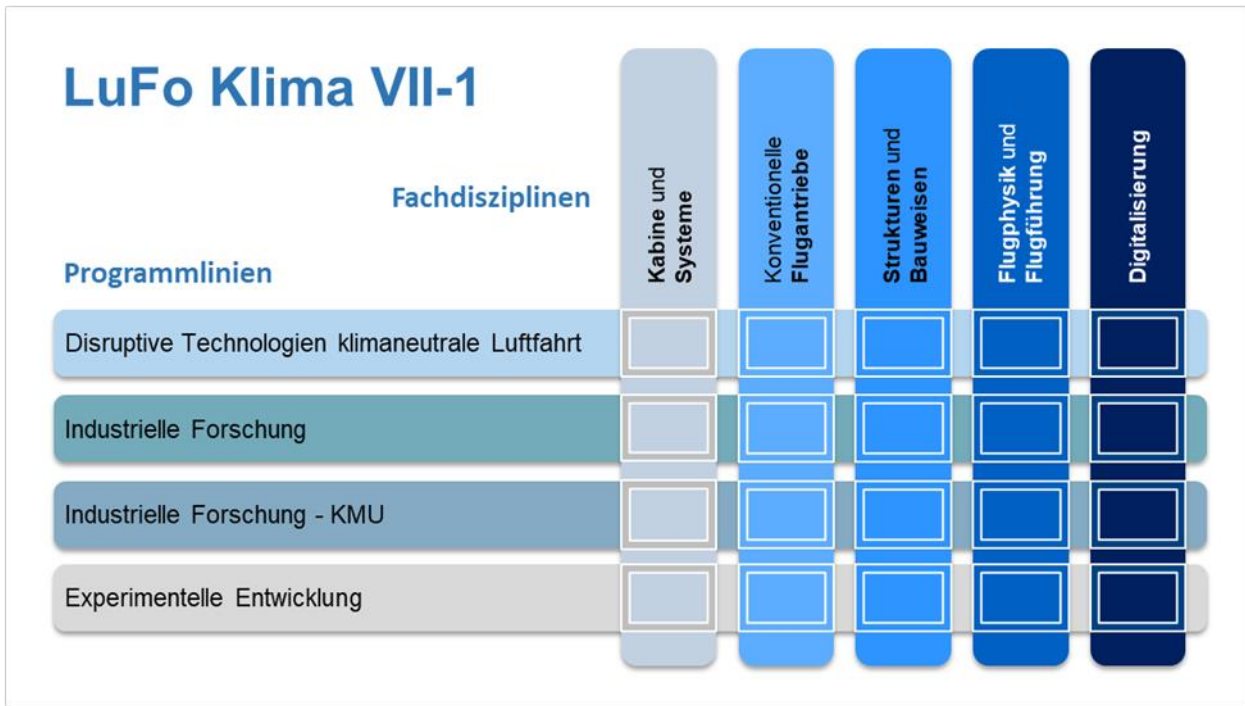 LuFo Klima VII-1
Fachdisziplinen
Programmlinien
Kabine und
Systeme
Konventionelle
Flugantriebe
Strukturen und
Bauweisen
Flugphysik und
Flugführung
Digitalisierung
Disruptive Technologien klimaneutrale Luftfahrt
Industrielle Forschung
Industrielle Forschung - KMU
Experimentelle Entwicklung